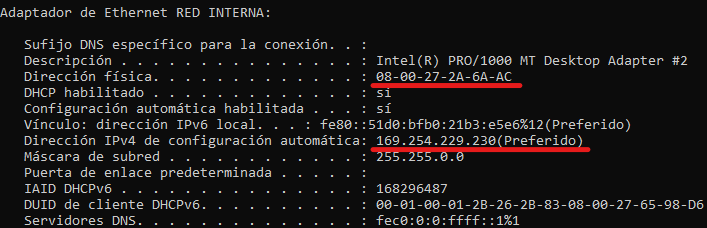 Adaptador de Ethernet RED INTERNA:
Sufijo DNS específico para la conexión. . :
Descripción . . . . . . . . . . . . . . . : Intel(R) PRO/1000 MT Desktop Adapter #2
Dirección física. . . . . . . . . . . . . : 08-00-27-2A-6A-AC
DHCP habilitado . . . . . . . . . . . . . : sí
Configuración automática habilitada . . . : sí
Vínculo: dirección IPv6 local. . . : fe80::51d0:bfb0:21b3:e5e6%12(Preferido)
Dirección IPv4 de configuración automática: 169.254.229.230(Preferido)
Máscara de subred . . . . . . . . . . . . : 255.255.0.0
Puerta de enlace predeterminada . . . . . :
IAID DHCPv6 . . . . . . . . . . . . . . . : 168296487
DUID de cliente DHCPv6. . . . . . . . . . : 00-01-00-01-2B-26-2B-83-08-00-27-65-98-D6
Servidores DNS. . . . . . . . . . . . . . : fec0:0:0:ffff::1%1